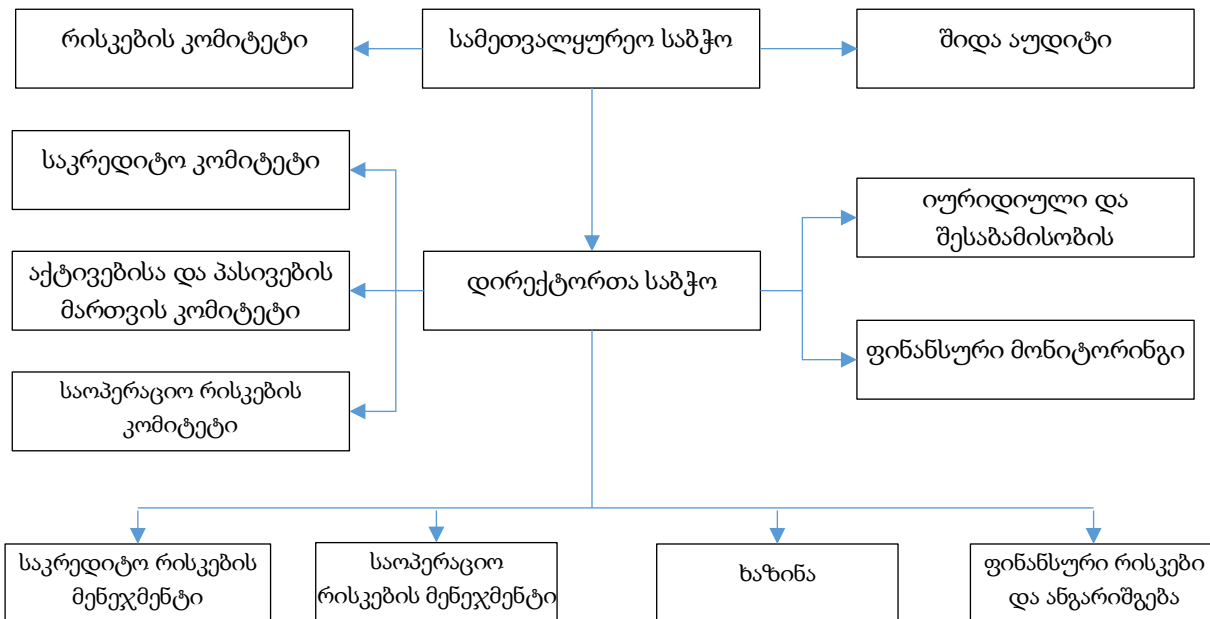 რისკების კომიტეტი
სამეთვალყურეო საბჭო
შიდა აუდიტი
საკრედიტო კომიტეტი
იურიდიული და
შესაბამისობის
აქტივებისა და პასივების
მართვის კომიტეტი
დირექტორთა საბჭო
ფინანსური მონიტორინგი
საოპერაციო რისკების
კომიტეტი
საკრედიტო რისკების
მენეჯმენტი
საოპერაციო
რისკების მენეჯმენტი
ხაზინა
ფინანსური რისკები
და ანგარიშგება